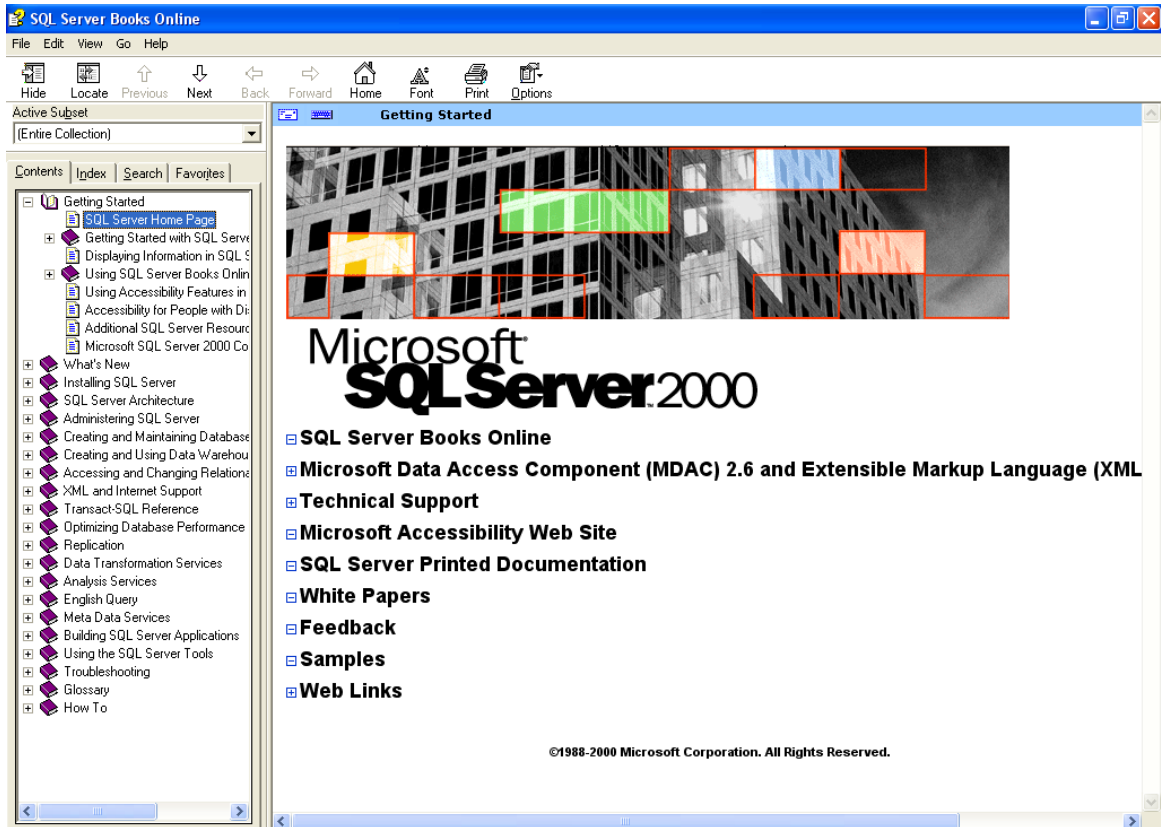 SQL Server Books Online
File Edit View Go Help
Hide Locate Previous Next Back Forward Home Font Print Options
Active Subset
(Entire Collection)
Contents Index Search Favorites
Getting Started
SQL Server Home Page
Getting Started with SQL Serve
Displaying Information in SQL S
Using SQL Server Books Onlin
Using Accessibility Features in
Accessibility for People with Di
Additional SQL Server Resourc
Microsoft SQL Server 2000 Co
What's New
Installing SQL Server
SQL Server Architecture
Administering SQL Server
Creating and Maintaining Database
Creating and Using Data Warehou
Accessing and Changing Relationa
XML and Internet Support
Transact-SQL Reference
Optimizing Database Performance
Replication
Data Transformation Services
Analysis Services
English Query
Meta Data Services
Building SQL Server Applications
Using the SQL Server Tools
Troubleshooting
Glossary
How To
Getting Started
Microsoft
SQL Server 2000
SQL Server Books Online
Microsoft Data Access Component (MDAC) 2.6 and Extensible Markup Language (XML
Technical Support
Microsoft Accessibility Web Site
SQL Server Printed Documentation
White Papers
Feedback
Samples
Web Links
©1988-2000 Microsoft Corporation. All Rights Reserved.